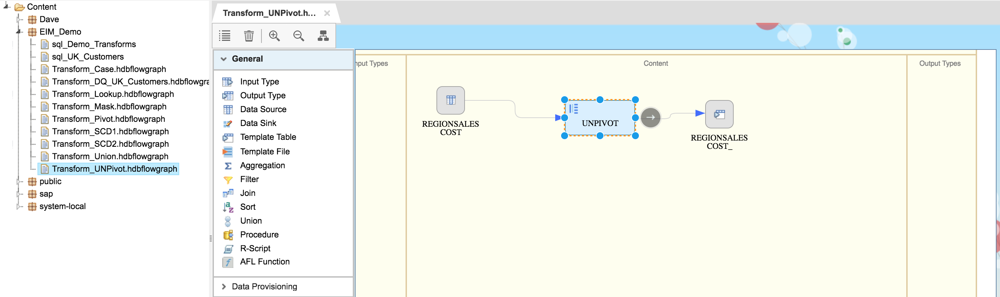 Content
Dave
EIM_Demo
sql_Demo_Transforms
sql_UK_Customers
Transform_Case.hdbflowgraph
Transform_DQ_UK_Customers.hdbflowgra
Transform_Lookup.hdbflowgraph
Transform_Mask.hdbflowgraph
Transform_Pivot.hdbflowgraph
Transform_SCD1.hdbflowgraph
Transform_SCD2.hdbflowgraph
Transform_Union.hdbflowgraph
Transform_UNPivot.hdbflowgraph
public
sap
system-local
Transform_UNPivot.h...
General
Input Type
Output Type
Data Source
Data Sink
Template Table
Template File
Aggregation
Filter
Join
Sort
Union
Procedure
R-Script
AFL Function
Data Provisioning
nput Types
Content
Output Types
REGIONSALES
COST
UNPIVOT
REGIONSALES
COST_